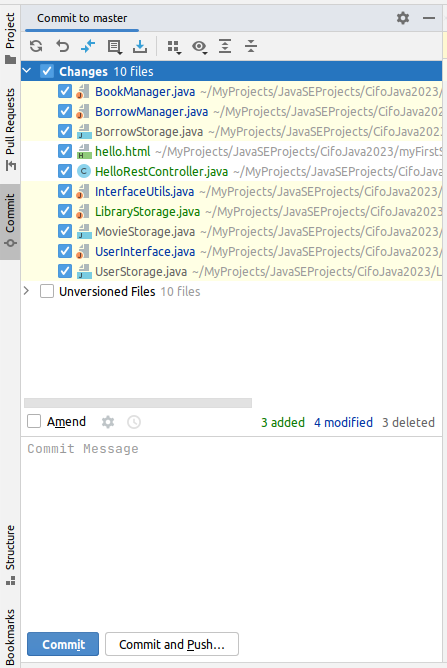 Commit to master
Project
Pull Requests
Commit
Structure
Bookmarks
Changes 10 files
BookManager.java ~/MyProjects/JavaSEProjects/CifoJava2023/
BorrowManager.java ~/MyProjects/JavaSEProjects/CifoJava202
BorrowStorage.java ~/MyProjects/JavaSEProjects/CifoJava2023
hello.html ~/MyProjects/JavaSEProjects/CifoJava2023/myFirstS
HelloRestController.java ~/MyProjects/JavaSEProjects/CifoJava
InterfaceUtils.java ~/MyProjects/JavaSEProjects/CifoJava2023/
LibraryStorage.java ~/MyProjects/JavaSEProjects/CifoJava2023
MovieStorage.java ~/MyProjects/JavaSEProjects/CifoJava2023/
UserInterface.java ~/MyProjects/JavaSEProjects/CifoJava2023/
UserStorage.java ~/MyProjects/JavaSEProjects/CifoJava2023/L
Unversioned Files 10 files
Amend
3 added 4 modified 3 deleted
Commit Message
Commit
Commit and Push...